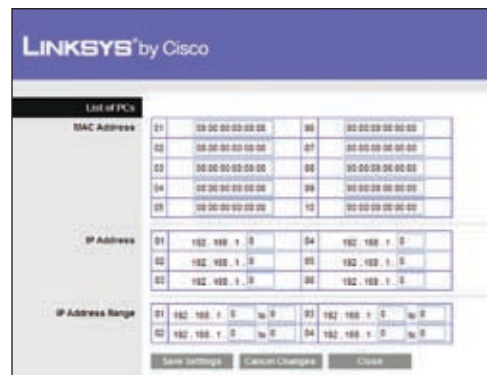 LINKSYS® by Cisco
List of PCs
MAC Address
01 00:00:00:00:00:00 06 00:00:00:00:00:00
02 00:00:00:00:00:00 07 00:00:00:00:00:00
03 00:00:00:00:00:00 08 00:00:00:00:00:00
04 00:00:00:00:00:00 09 00:00:00:00:00:00
05 00:00:00:00:00:00 10 00:00:00:00:00:00
IP Address
01 192 . 168 . 1 . 0 04 192 . 168 . 1 . 0
02 192 . 168 . 1 . 0 05 192 . 168 . 1 . 0
03 192 . 168 . 1 . 0 06 192 . 168 . 1 . 0
IP Address Range
01 192 . 168 . 1 . 0 to 0 03 192 . 168 . 1 . 0 to 0
02 192 . 168 . 1 . 0 to 0 04 192 . 168 . 1 . 0 to 0
Save Settings Cancel Changes Close